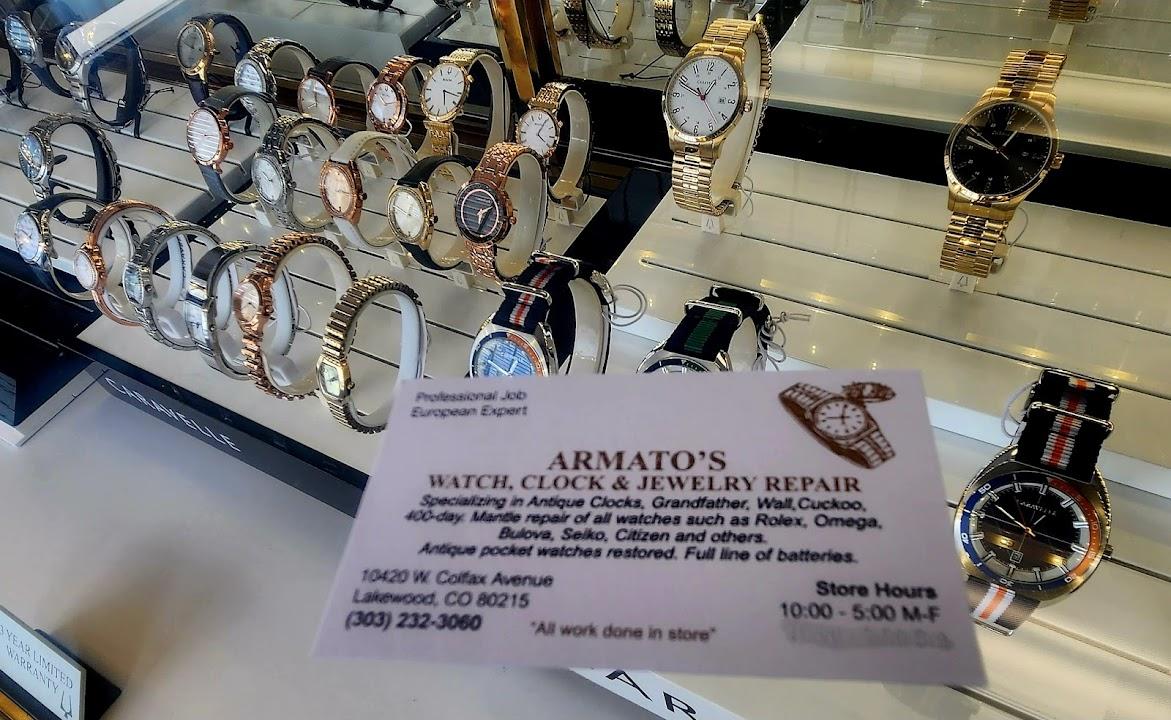 CARAVELLE
Professional Job
European Expert
ARMATO'S
WATCH, CLOCK & JEWELRY REPAIR
Specializing in Antique Clocks, Grandfather, Wall,Cuckoo,
400-day. Mantle repair of all watches such as Rolex, Omega,
Bulova, Seiko, Citizen and others.
Antique pocket watches restored. Full line of batteries.
10420 W. Colfax Avenue
Lakewood, CO 80215
(303) 232-3060
"All work done in store"
Store Hours
10:00 - 5:00 M-F
YEAR LIMITED
WARRANTY